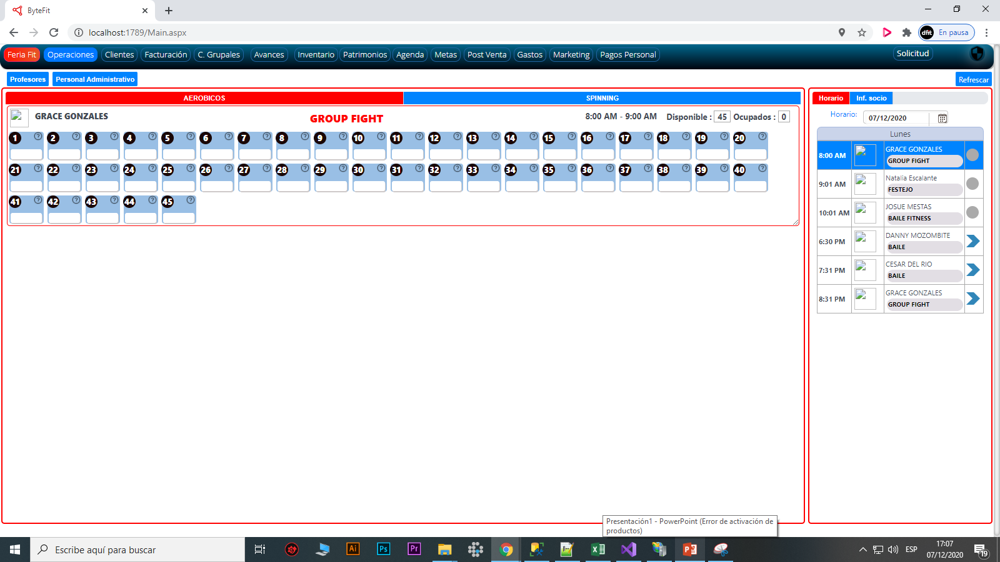 ByteFit
localhost:1789/Main.aspx
dfit
En pausa
Feria Fit
Operaciones
Clientes
Facturación
C. Grupales
Avances
Inventario
Patrimonios
Agenda
Metas
Post Venta
Gastos
Marketing
Pagos Personal
Solicitud
Profesores
Personal Administrativo
Refrescar
AEROBICOS
SPINNING
GRACE GONZALES
GROUP FIGHT
8:00 AM - 9:00 AM
Disponible : 45 Ocupados : 0
1 2 3 4 5 6 7 8 9 10 11 12 13 14 15 16 17 18 19 20
21 22 23 24 25 26 27 28 29 30 31 32 33 34 35 36 37 38 39 40
41 42 43 44 45
Horario
Inf. socio
Horario: 07/12/2020
Lunes
8:00 AM
GRACE GONZALES
GROUP FIGHT
9:01 AM
Natalia Escalante
FESTEJO
10:01 AM
JOSUE MESTAS
BAILE FITNESS
6:30 PM
DANNY MOZOMBITE
BAILE
7:31 PM
CESAR DEL RIO
BAILE
8:31 PM
GRACE GONZALES
GROUP FIGHT
Presentación1 - PowerPoint (Error de activación de
productos)
Escribe aquí para buscar
Ai
Ps
Pr
ESP
17:07
07/12/2020
19